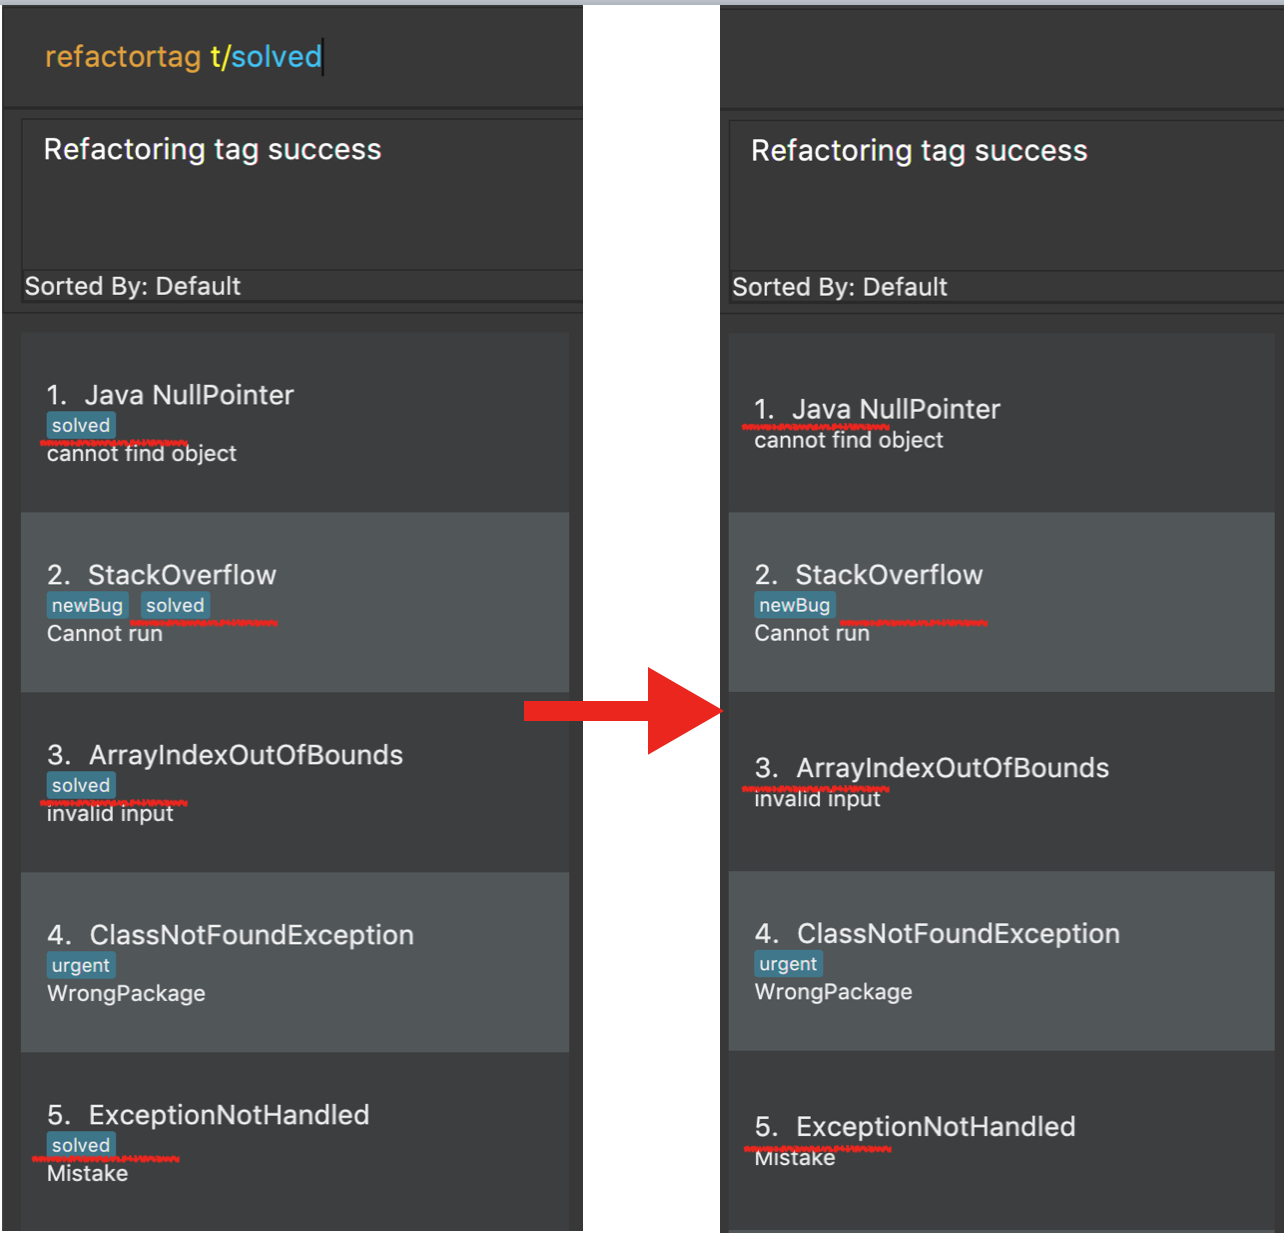 refactortag t/solved
Refactoring tag success
Sorted By: Default
1. Java NullPointer
solved
cannot find object
2. StackOverflow
newBug solved
Cannot run
3. ArrayIndexOutOfBounds
solved
invalid input
4. ClassNotFoundException
urgent
WrongPackage
5. ExceptionNotHandled
solved
Mistake
Refactoring tag success
Sorted By: Default
1. Java NullPointer
cannot find object
2. StackOverflow
newBug
Cannot run
3. ArrayIndexOutOfBounds
invalid input
4. ClassNotFoundException
urgent
WrongPackage
5. ExceptionNotHandled
Mistake